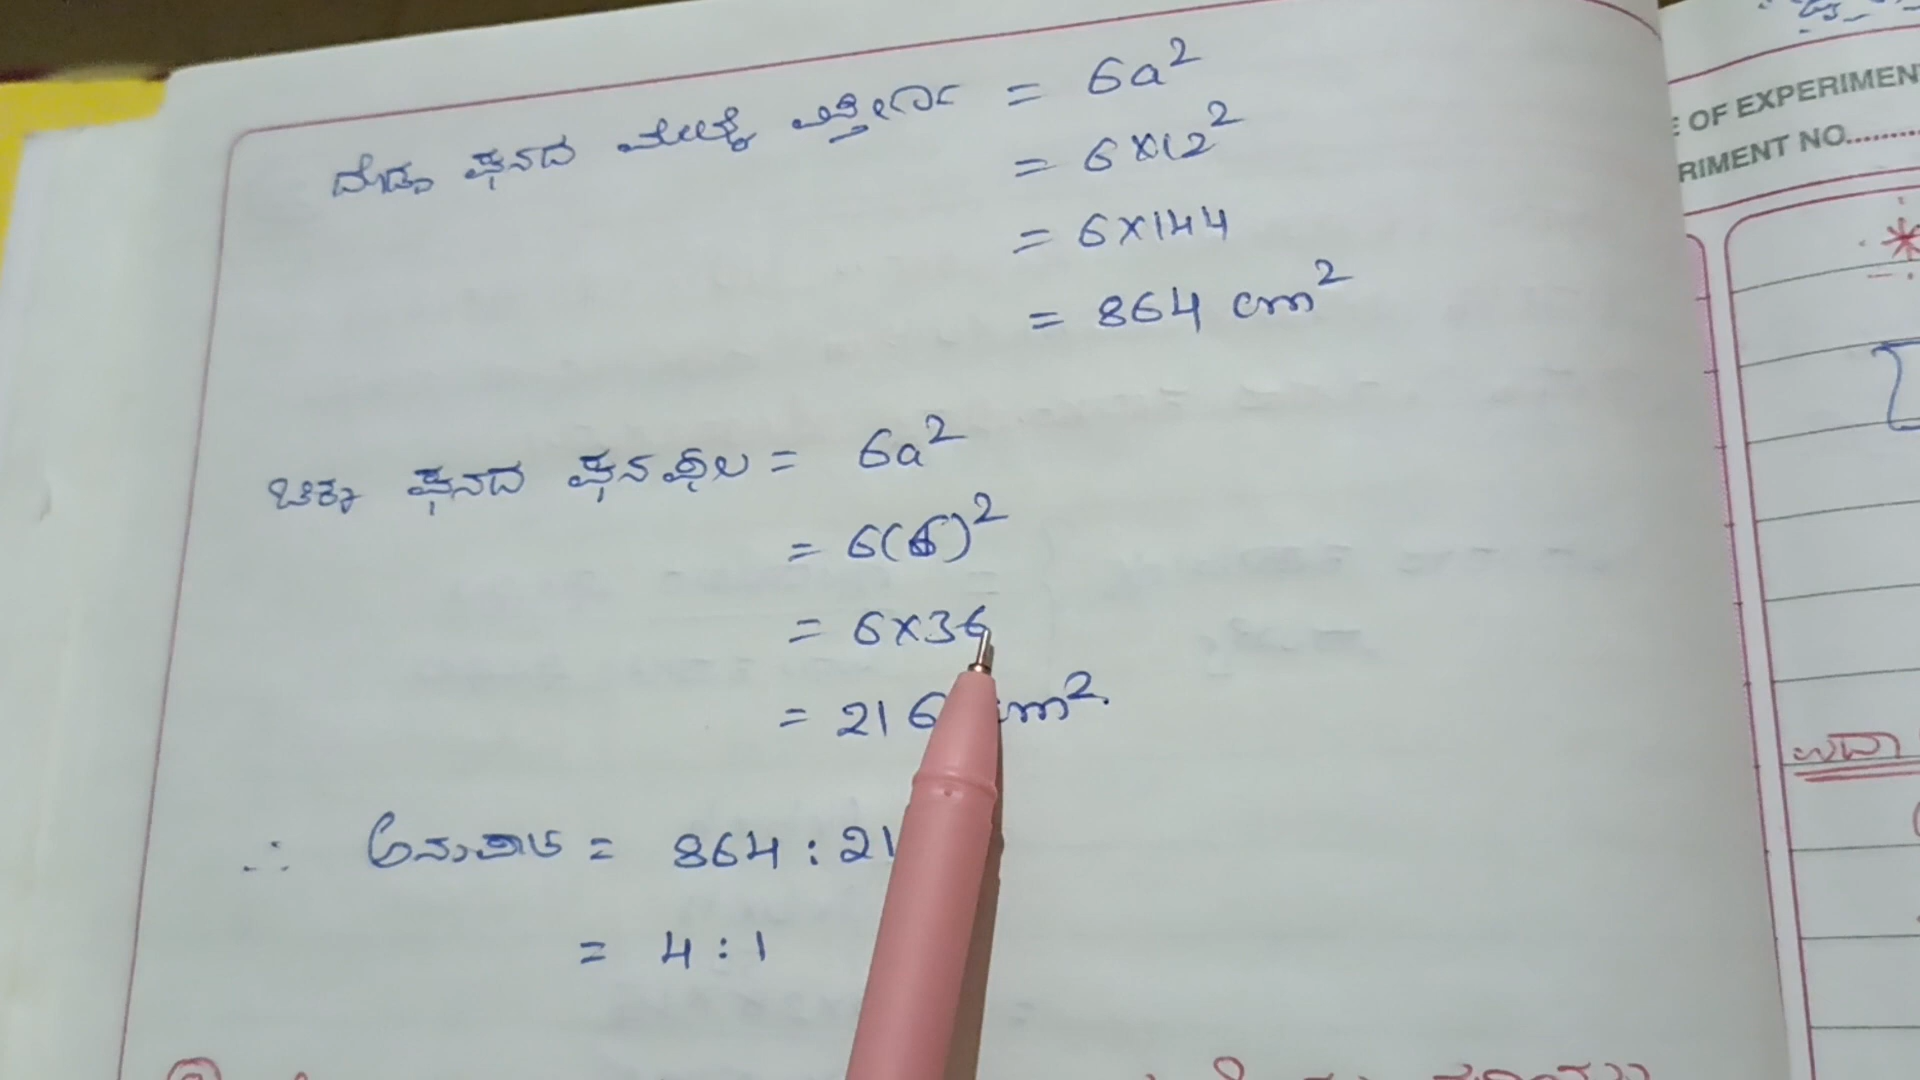 ದೊಡ್ಡ ಘನದ ಮೇಲ್ಮೈ ವಿಸ್ತೀರ್ಣ = 6a²
= 6×12²
= 6×144
= 864 cm²
ಚಿಕ್ಕ ಘನದ ಘನಫಲ = 6a²
= 6(6)²
= 6×36
= 216 cm²
∴ ಅನುಪಾತ = 864 : 21
= 4 : 1
OF EXPERIMEN
RIMENT NO.........
ಉದಾ